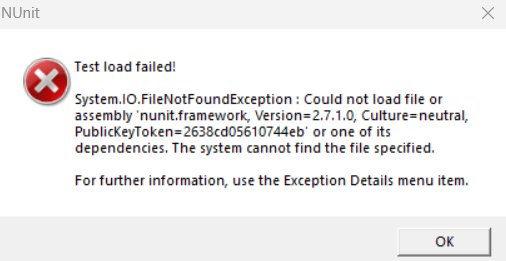 NUnit
Test load failed!
System.IO.FileNotFoundException : Could not load file or
assembly 'nunit.framework, Version=2.7.1.0, Culture=neutral,
PublicKeyToken=2638cd05610744eb' or one of its
dependencies. The system cannot find the file specified.
For further information, use the Exception Details menu item.
OK